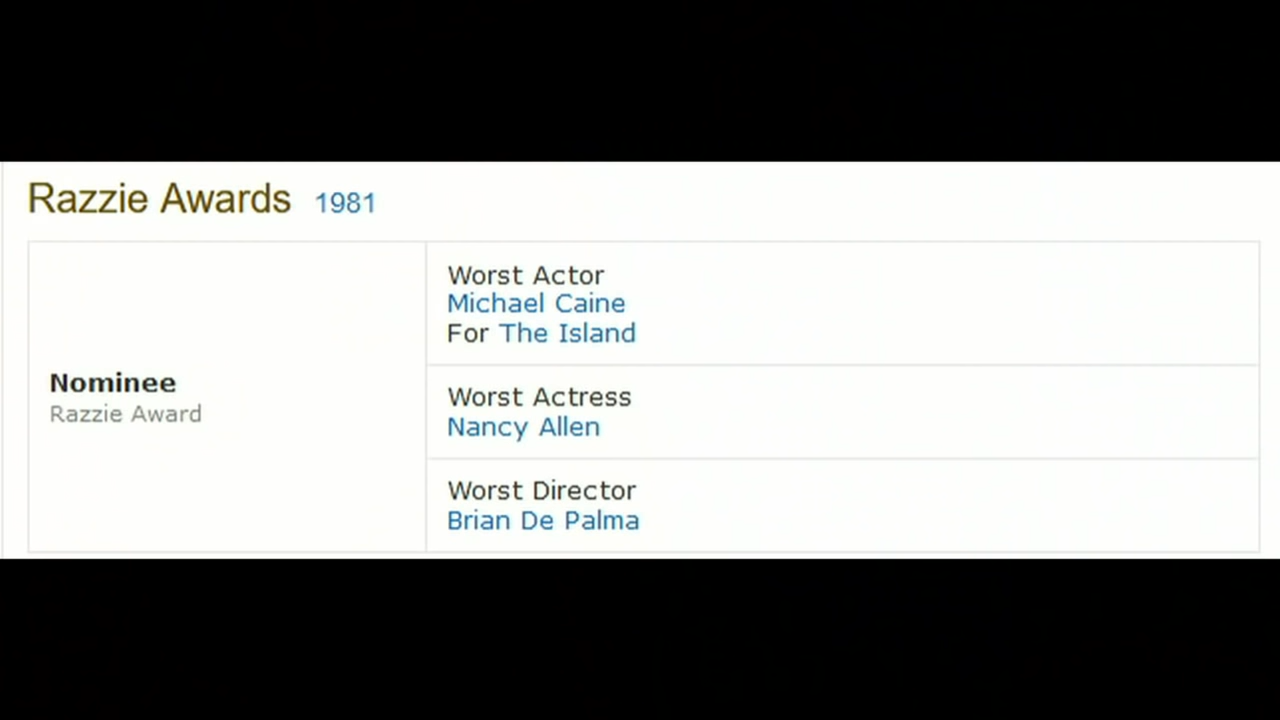 Razzie Awards 1981
Nominee
Razzie Award
Worst Actor
Michael Caine
For The Island
Worst Actress
Nancy Allen
Worst Director
Brian De Palma